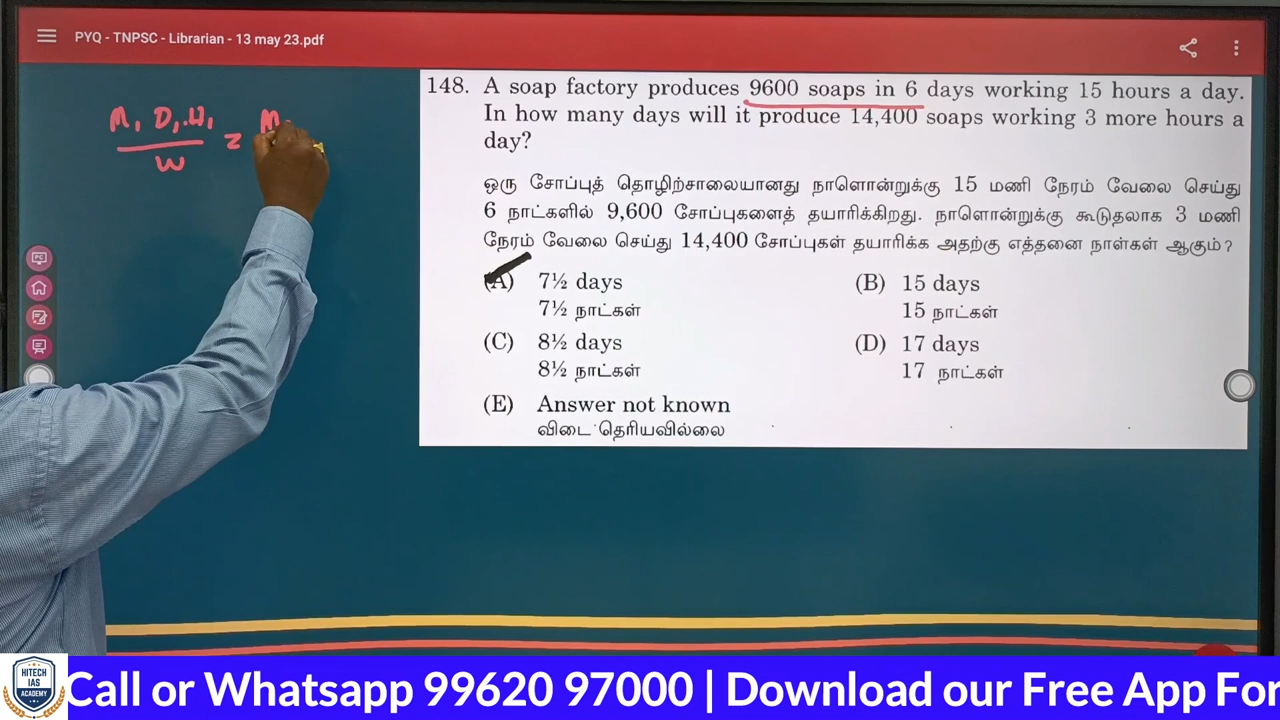 PYQ - TNPSC - Librarian - 13 may 23.pdf
M₁ D₁.H₁
W
= M
148. A soap factory produces 9600 soaps in 6 days working 15 hours a day.
In how many days will it produce 14,400 soaps working 3 more hours a
day?
ஒரு சோப்புத் தொழிற்சாலையானது நாளொன்றுக்கு 15 மணி நேரம் வேலை செய்து
6 நாட்களில் 9,600 சோப்புகளைத் தயாரிக்கிறது. நாளொன்றுக்கு கூடுதலாக 3 மணி
நேரம் வேலை செய்து 14,400 சோப்புகள் தயாரிக்க அதற்கு எத்தனை நாள்கள் ஆகும்?
(A) 7½ days
7½ நாட்கள்
(B) 15 days
15 நாட்கள்
(C) 8½ days
8½ நாட்கள்
(D) 17 days
17 நாட்கள்
(E) Answer not known
விடை தெரியவில்லை
HITECH
IAS
ACADEMY
Call or Whatsapp 99620 97000 | Download our Free App For